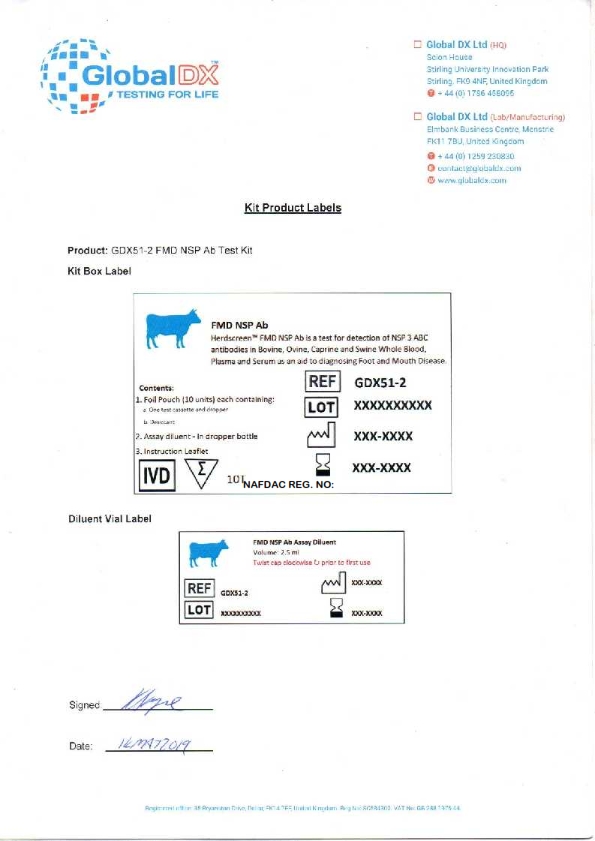 GlobalDX™
TESTING FOR LIFE
Global DX Ltd (HQ)
Scion House
Stirling University Innovation Park
Stirling, FK9 4NF, United Kingdom
+ 44 (0) 1786 458095
Global DX Ltd (Lab/Manufacturing)
Elmbank Business Centre, Menstrie
FK11 7BU, United Kingdom
+ 44 (0) 1259 230830
contact@globaldx.com
www.globaldx.com
Kit Product Labels
Product: GDX51-2 FMD NSP Ab Test Kit
Kit Box Label
FMD NSP Ab
Herdscreen™ FMD NSP Ab is a test for detection of NSP 3 ABC
antibodies in Bovine, Ovine, Caprine and Swine Whole Blood,
Plasma and Serum as an aid to diagnosing Foot and Mouth Disease.
Contents:
1. Foil Pouch (10 units) each containing:
a. One test cassette and dropper
b. Desiccant
2. Assay diluent - in dropper bottle
3. Instruction Leaflet
REF GDX51-2
LOT XXXXXXXXXX
XXX-XXXX
XXX-XXXX
IVD Σ 10T
NAFDAC REG. NO:
Diluent Vial Label
FMD NSP Ab Assay Diluent
Volume: 2.5 ml
Twist cap clockwise ↻ prior to first use
REF GDX51-2
XXX-XXXX
LOT XXXXXXXXXX
XXX-XXXX
Signed:
Date: 2019
Registered office: